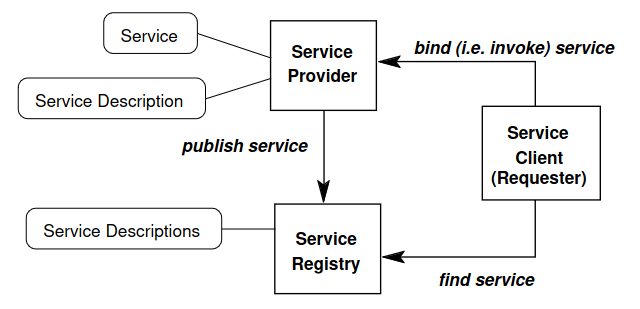 Service
Service
Provider
bind (i.e. invoke) service
Service Description
publish service
Service
Client
(Requester)
Service Descriptions
Service
Registry
find service